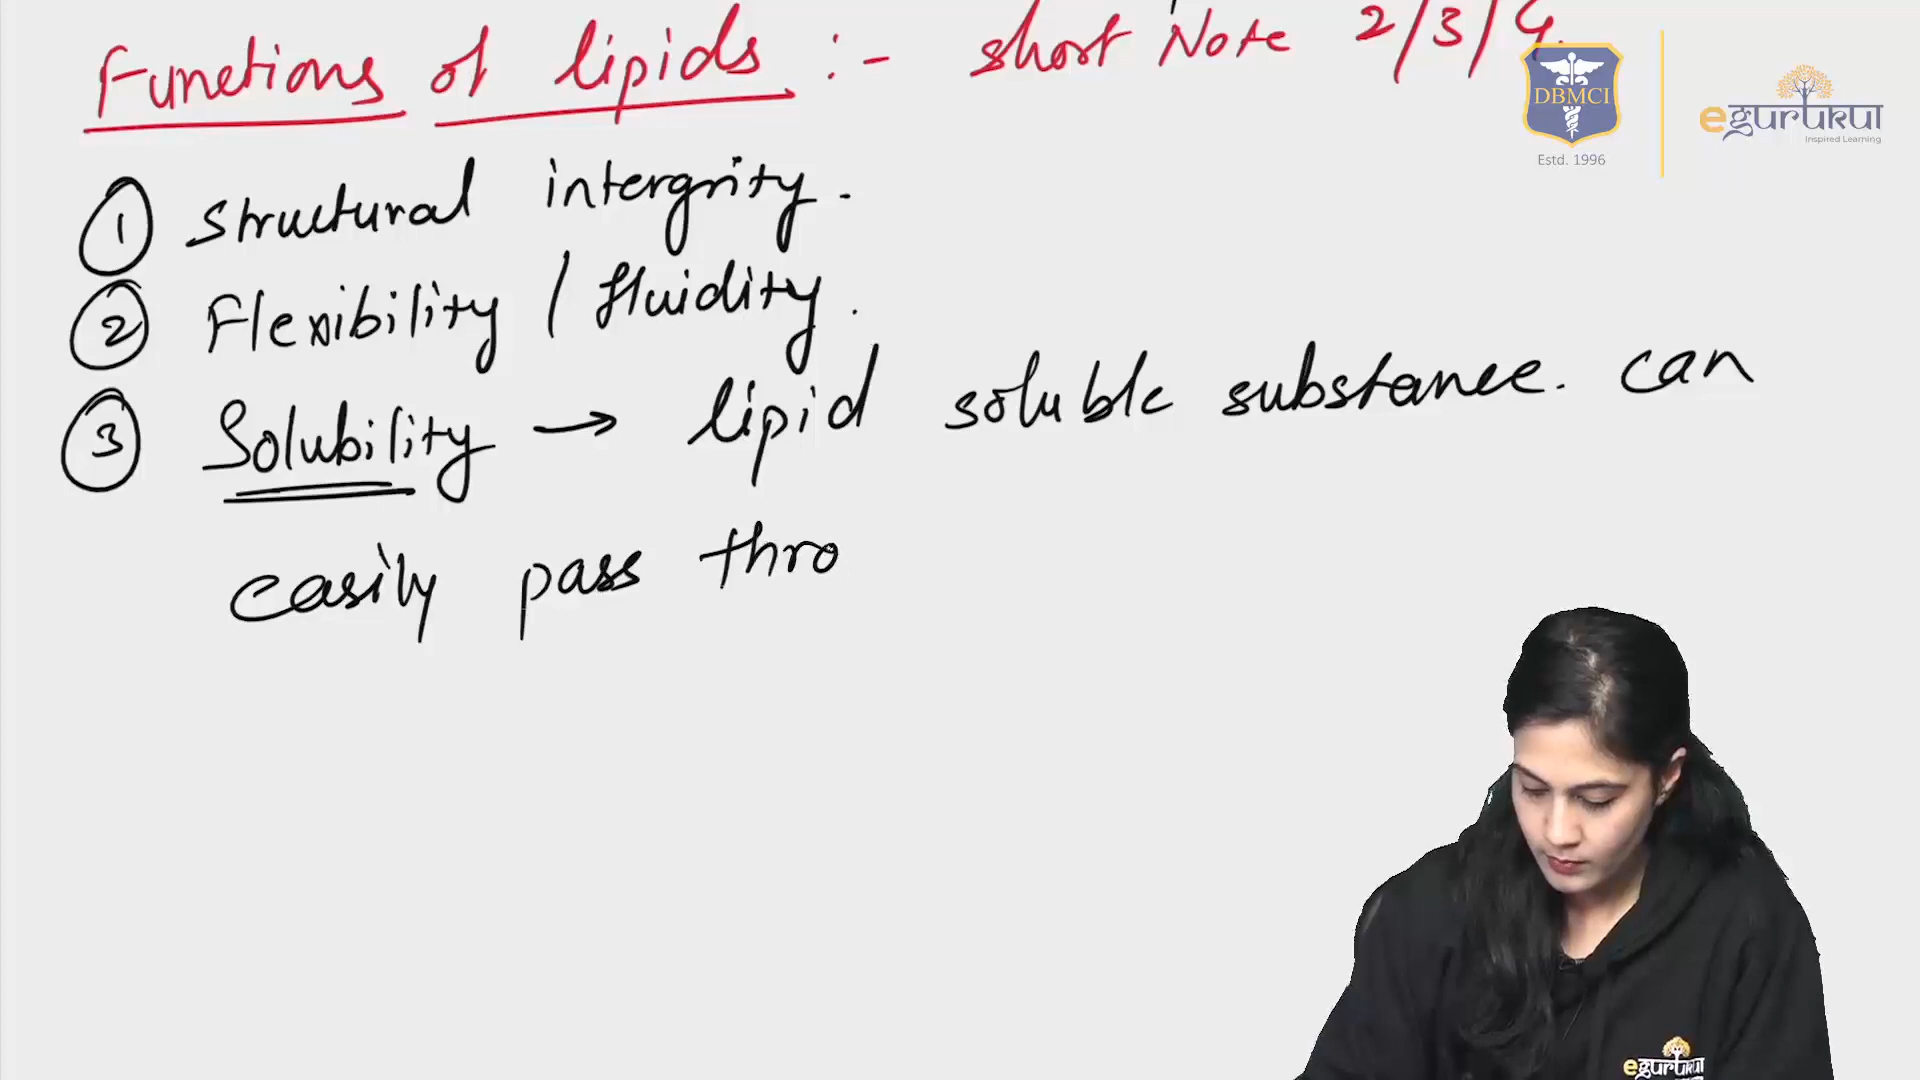 Functions of lipids :- short Note 2/3/4.
DBMCI
Estd. 1996
egurukul
Inspired Learning
① structural intergrity.
② Flexibility / fluidity.
③ Solubility → lipid soluble substance. can
easily pass thro
egurukul